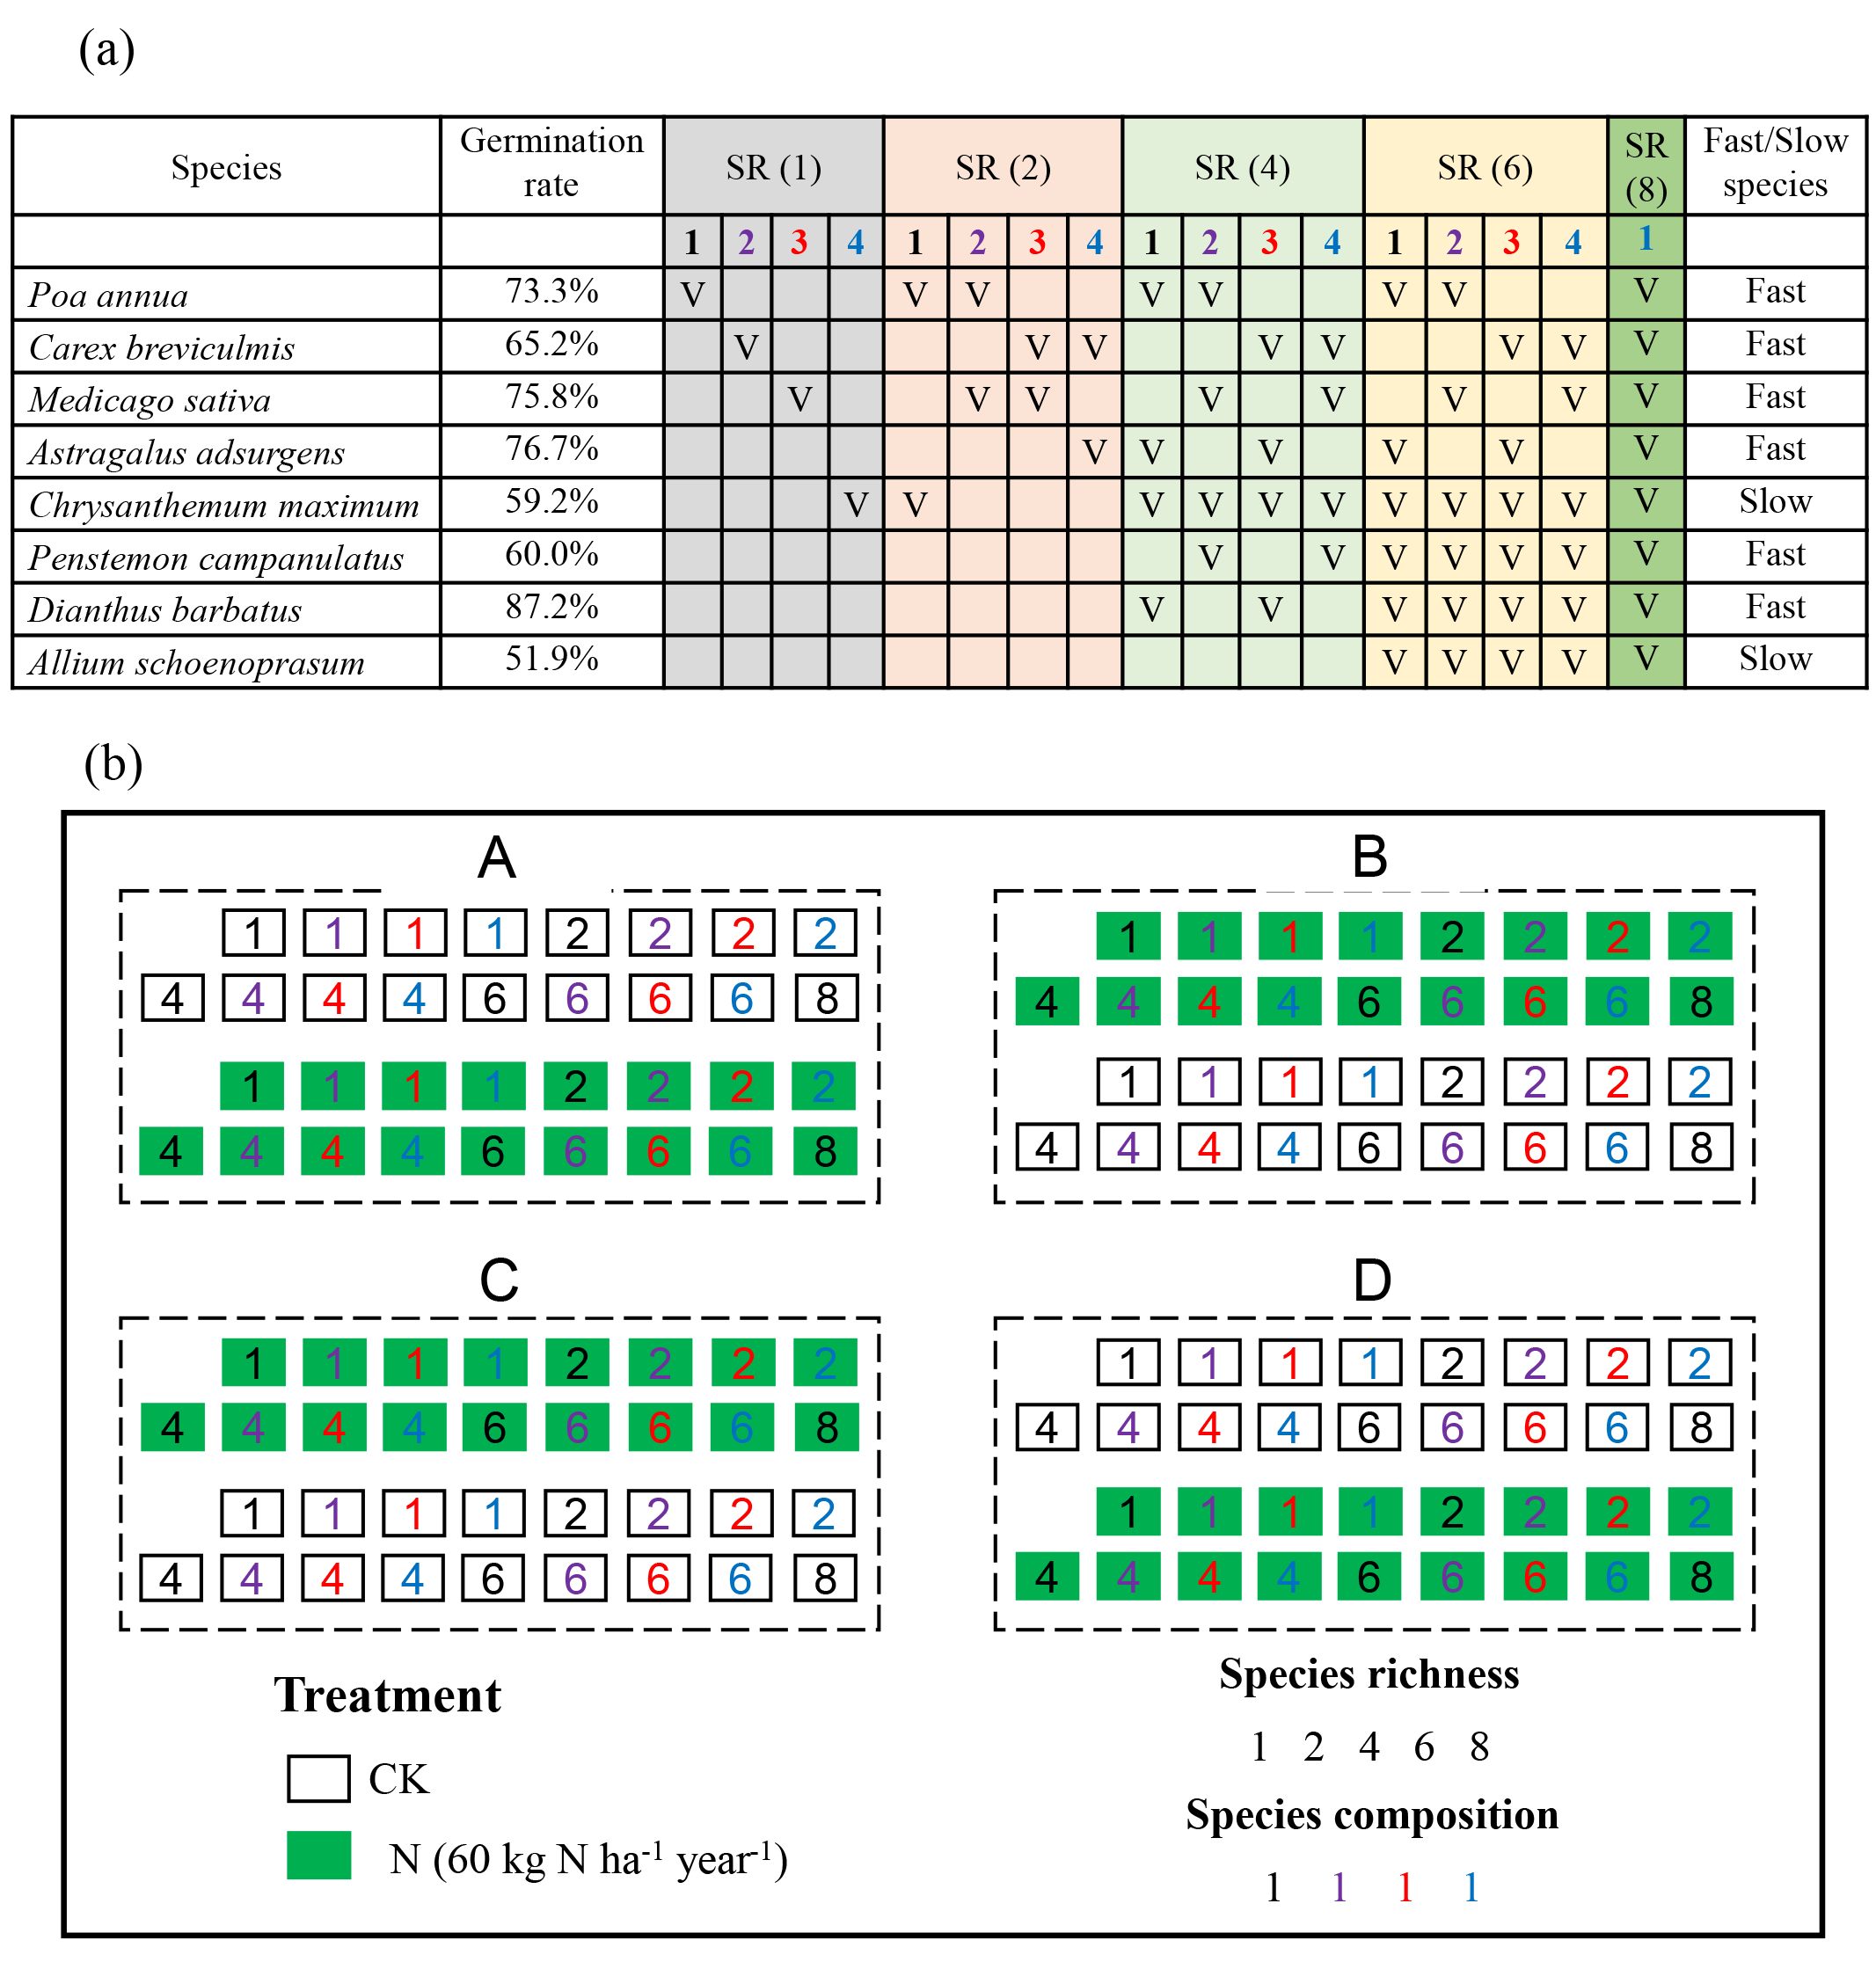 (a)
Species Germination rate SR (1) SR (2) SR (4) SR (6) SR (8) Fast/Slow species
1 2 3 4 1 2 3 4 1 2 3 4 1 2 3 4 1
Poa annua 73.3% V V V V V V V V Fast
Carex breviculmis 65.2% V V V V V V V V Fast
Medicago sativa 75.8% V V V V V V V V Fast
Astragalus adsurgens 76.7% V V V V V V Fast
Chrysanthemum maximum 59.2% V V V V V V V V V V V Slow
Penstemon campanulatus 60.0% V V V V V V V Fast
Dianthus barbatus 87.2% V V V V V V V Fast
Allium schoenoprasum 51.9% V V V V V Slow
(b)
A
1 1 1 1 2 2 2 2
4 4 4 4 6 6 6 6 8
1 1 1 1 2 2 2 2
4 4 4 4 6 6 6 6 8
B
1 1 1 1 2 2 2 2
4 4 4 4 6 6 6 6 8
1 1 1 1 2 2 2 2
4 4 4 4 6 6 6 6 8
C
1 1 1 1 2 2 2 2
4 4 4 4 6 6 6 6 8
1 1 1 1 2 2 2 2
4 4 4 4 6 6 6 6 8
D
1 1 1 1 2 2 2 2
4 4 4 4 6 6 6 6 8
1 1 1 1 2 2 2 2
4 4 4 4 6 6 6 6 8
Treatment
CK
N (60 kg N ha⁻¹ year⁻¹)
Species richness
1 2 4 6 8
Species composition
1 1 1 1